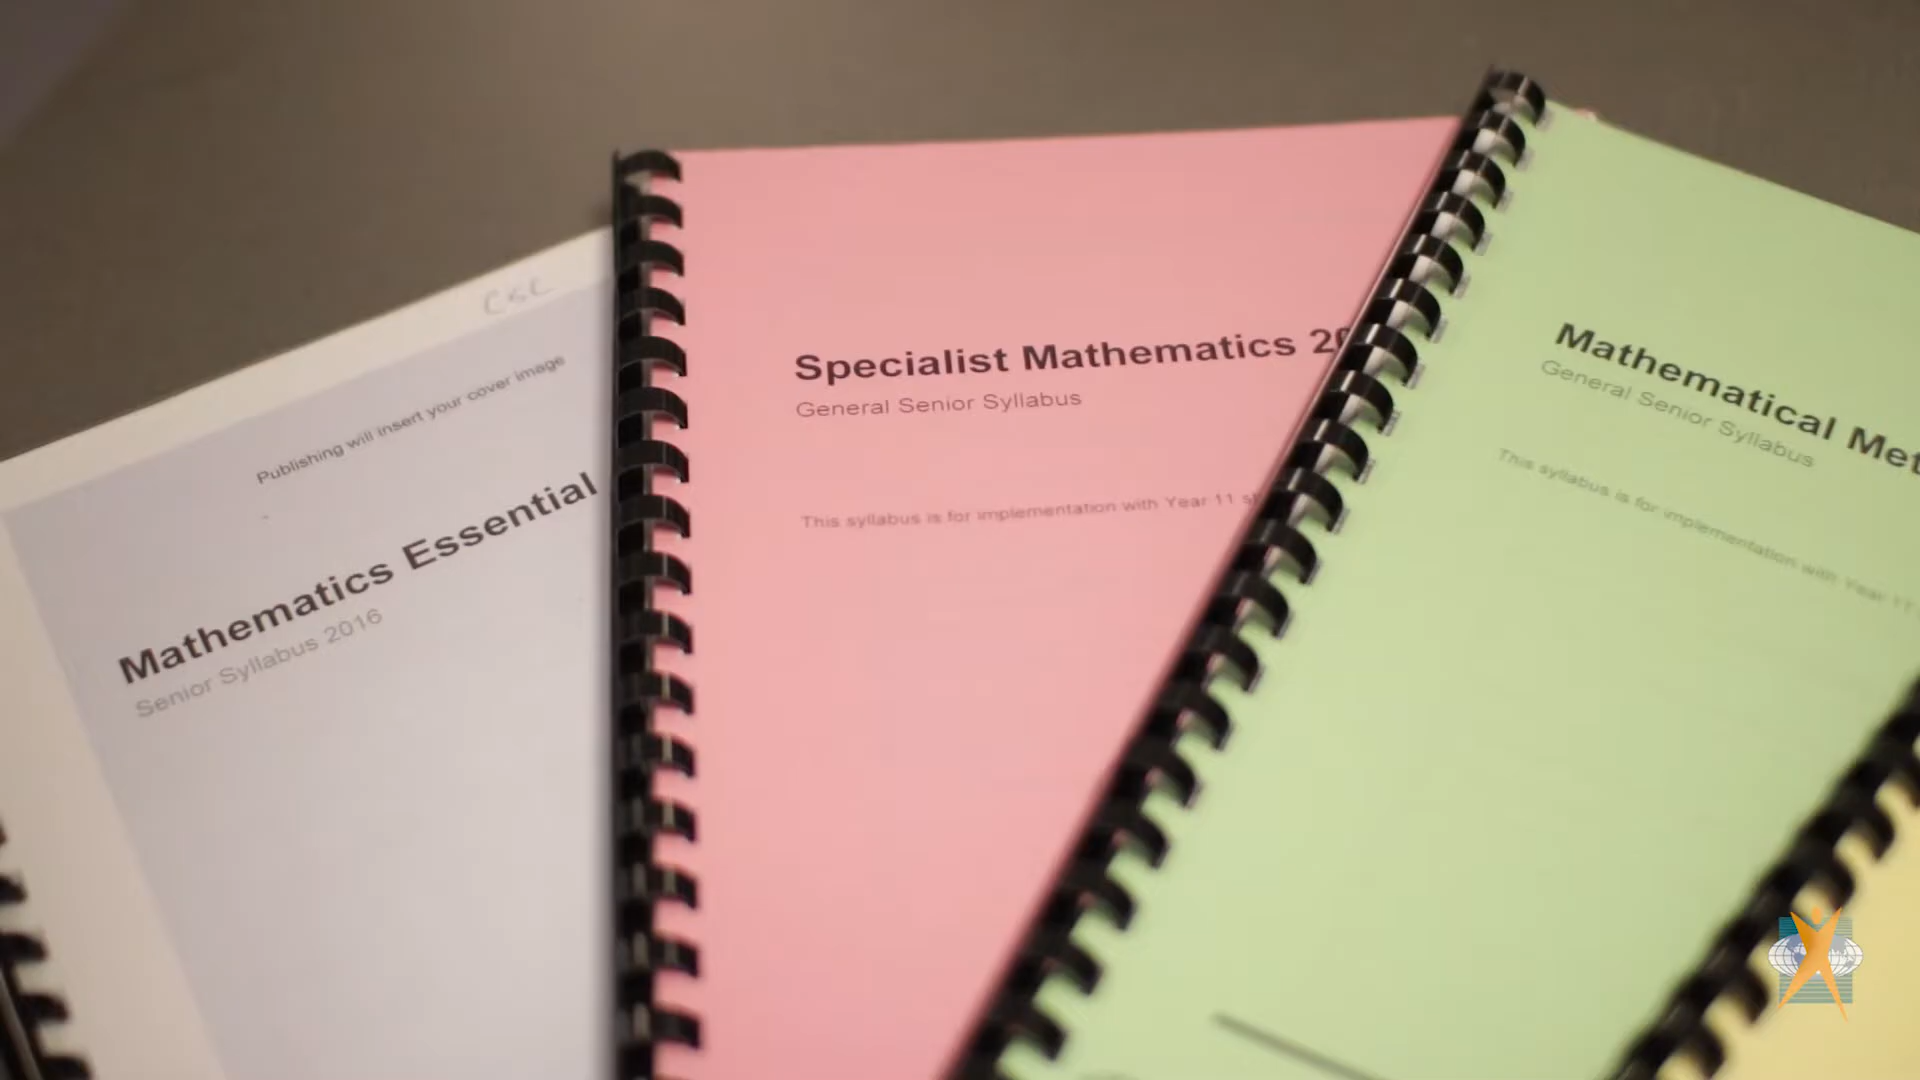 CSC
Publishing will insert your cover image
Mathematics Essential
Senior Syllabus 2016
Specialist Mathematics 20
General Senior Syllabus
This syllabus is for implementation with Year 11
Mathematical Met
General Senior Syllabus
This syllabus is for implementation with Year 11